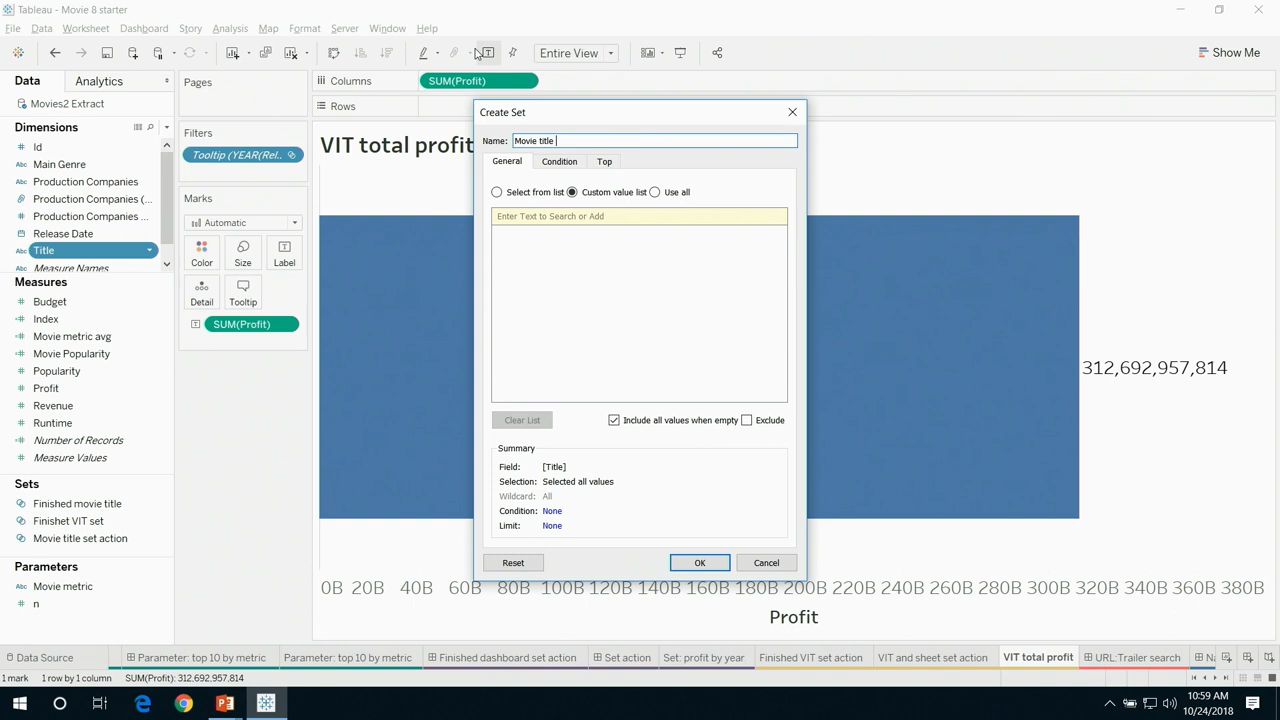 Tableau - Movie 8 starter
File Data Worksheet Dashboard Story Analysis Map Format Server Window Help
Entire View
Show Me
Data Analytics
Movies2 Extract
Dimensions
Id
Main Genre
Production Companies
Production Companies (...
Production Companies ...
Release Date
Title
Measure Names
Measures
Budget
Index
Movie metric avg
Movie Popularity
Popularity
Profit
Revenue
Runtime
Number of Records
Measure Values
Sets
Finished movie title
Finishet VIT set
Movie title set action
Parameters
Movie metric
n
Pages
Filters
Tooltip (YEAR(Rel..
Marks
Automatic
Color Size Label
Detail Tooltip
SUM(Profit)
Columns SUM(Profit)
Rows
VIT total profit
312,692,957,814
0B 20B 40B 60B 80B 100B 120B 140B 160B 180B 200B 220B 240B 260B 280B 300B 320B 340B 360B 380B
Profit
Create Set
Name: Movie title
General Condition Top
Select from list Custom value list Use all
Enter Text to Search or Add
Clear List Include all values when empty Exclude
Summary
Field: [Title]
Selection: Selected all values
Wildcard: All
Condition: None
Limit: None
Reset OK Cancel
Data Source Parameter: top 10 by metric Parameter: top 10 by metric Finished dashboard set action Set action Set: profit by year Finished VIT set action VIT and sheet set action VIT total profit URL:Trailer search
1 mark 1 row by 1 column SUM(Profit): 312,692,957,814
10:59 AM
10/24/2018